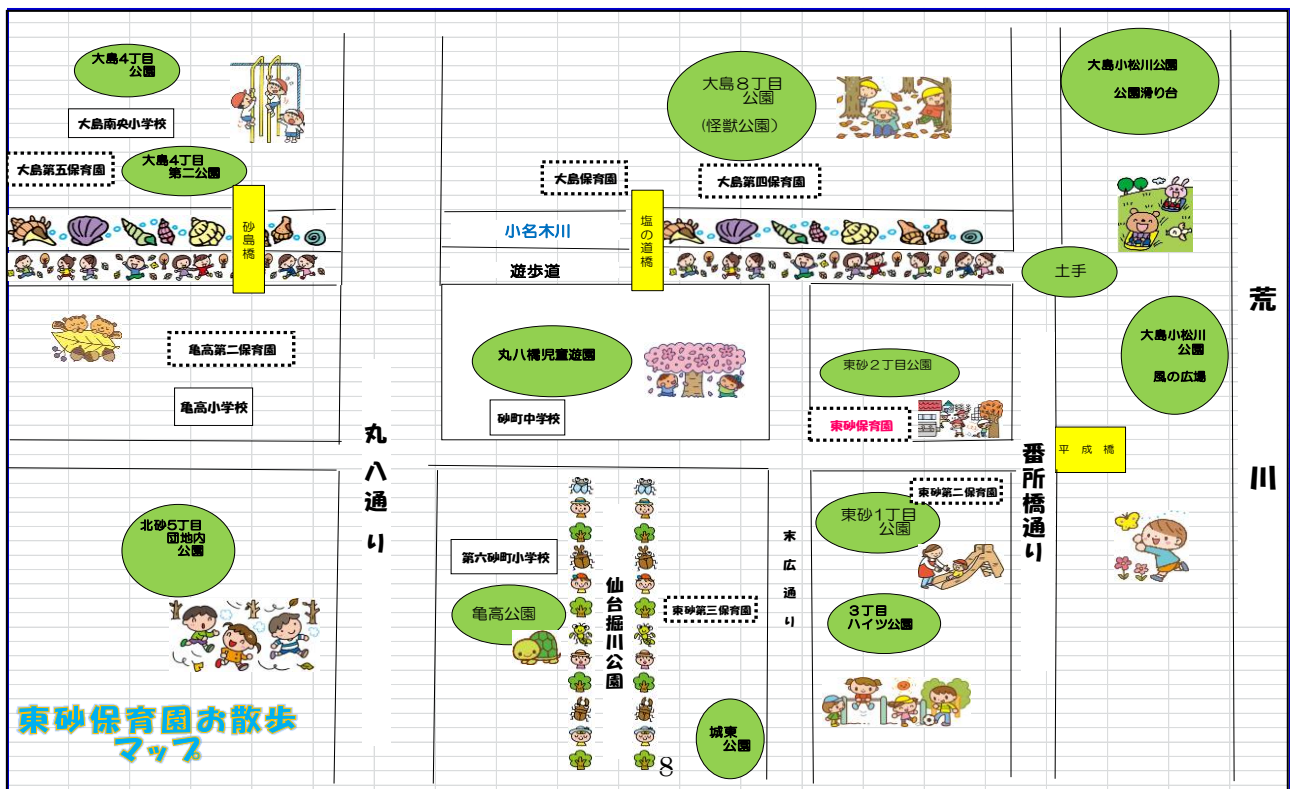 大島4丁目
公園
大島南央小学校
大島第五保育園
大島4丁目
第二公園
砂島橋
大島8丁目
公園
(怪獣公園)
大島保育園
大島第四保育園
大島小松川公園
公園滑り台
小名木川
塩の道橋
遊歩道
土手
荒川
亀高第二保育園
亀高小学校
丸八橋児童遊園
砂町中学校
東砂2丁目公園
東砂保育園
大島小松川
公園
風の広場
丸八通り
番所橋通り
平成橋
北砂5丁目
団地内
公園
第六砂町小学校
亀高公園
仙台堀川公園
東砂第三保育園
末広通り
東砂第二保育園
東砂1丁目
公園
3丁目
ハイツ公園
城東
公園
東砂保育園お散歩
マップ
8